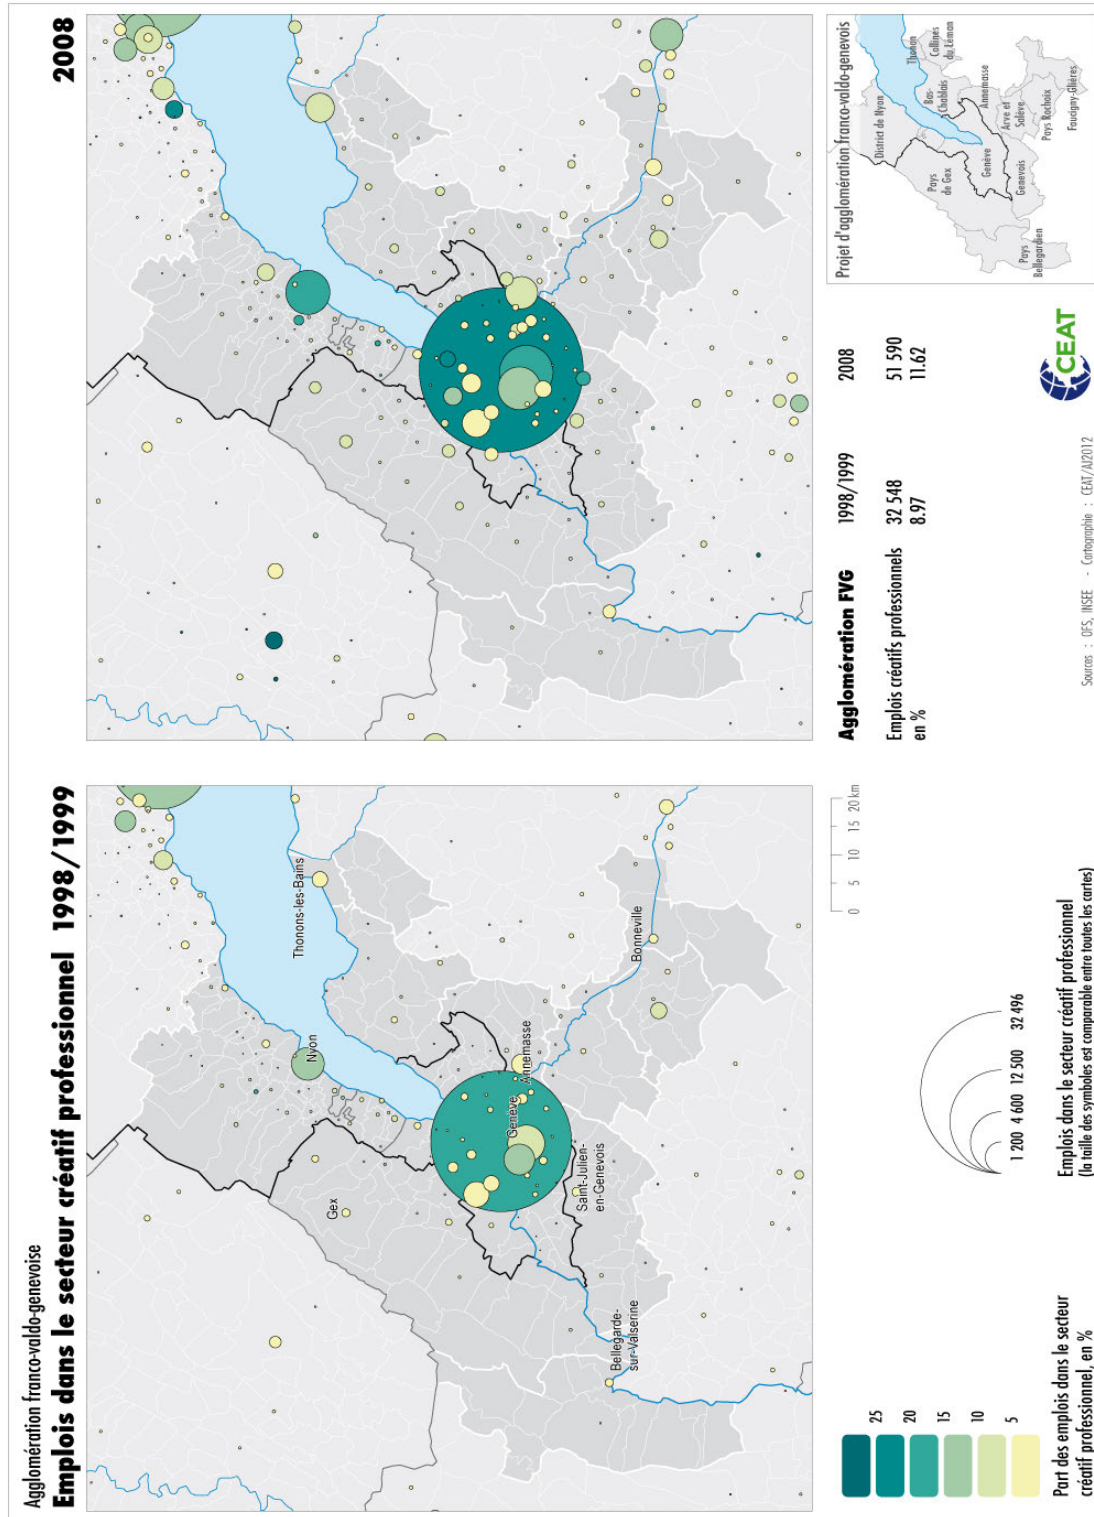 Agglomération franco-valdo-genevoise
Emplois dans le secteur créatif professionnel 1998/1999
2008
Gex
Nyon
Thonons-les-Bains
Genève
Annemasse
Saint-Julien-
en-Genevois
Bonneville
Bellegarde-
sur-Valserine
0 5 10 15 20 km
25
20
15
10
5
Part des emplois dans le secteur
créatif professionnel, en %
1 200 4 600 12 500 32 496
Emplois dans le secteur créatif professionnel
(la taille des symboles est comparable entre toutes les cartes)
Agglomération FVG 1998/1999 2008
Emplois créatifs professionnels 32 548 51 590
en % 8.97 11.62
Sources : OFS, INSEE - Cartographie : CEAT/AJ2012
CEAT
Projet d'agglomération franco-valdo-genevois
District de Nyon
Thonon
Collines
du Léman
Bas-
Chablais
Pays
de Gex
Annemasse
Genève
Arve et
Salève
Genevois
Pays Rochois
Pays
Bellegardien
Faucigny-Glières